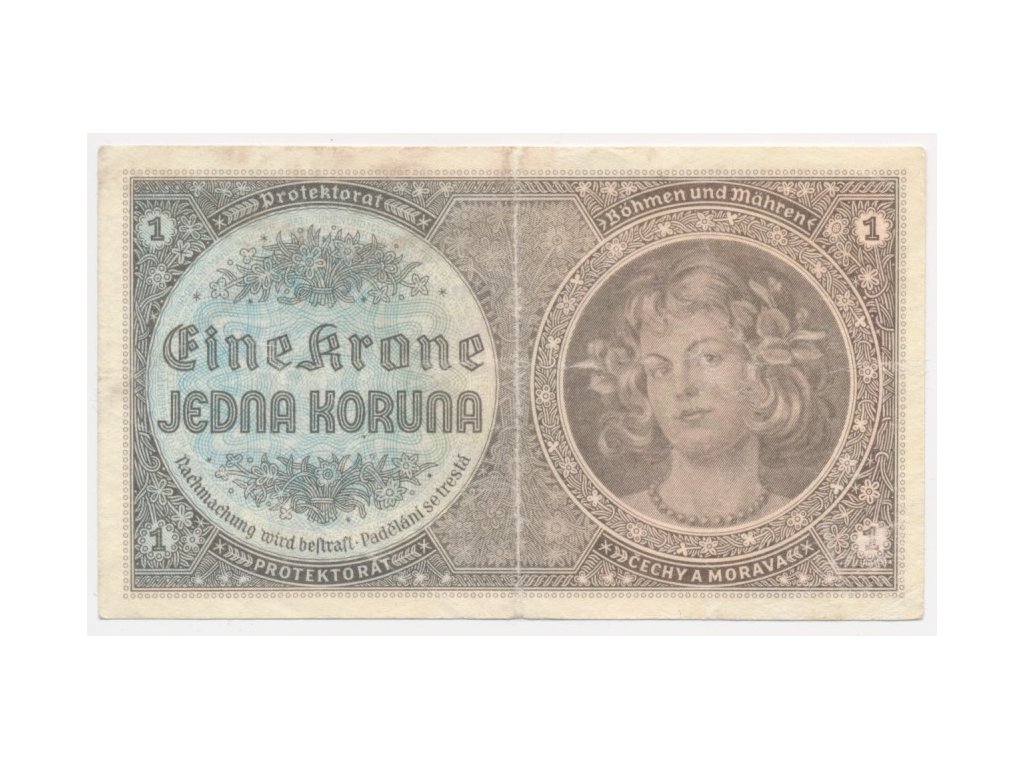 Protektorat
Böhmen und Mähren
1
1
Eine Krone
JEDNA KORUNA
Nachmachung wird bestraft · Padělání se trestá
1
1
PROTEKTORÁT
ČECHY A MORAVA